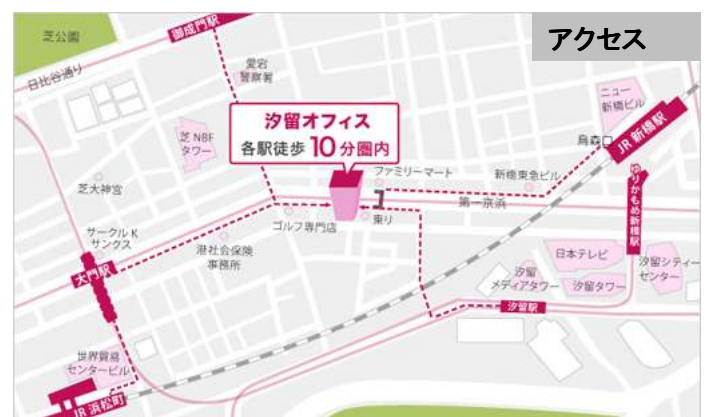 アクセス
芝公園
御成門駅
日比谷通り
愛宕
警察署
ニュー
新橋ビル
汐留オフィス
各駅徒歩10分圏内
JR 新橋駅
烏森口
芝 NBF
タワー
ファミリーマート
新橋東急ビル
ゆりかもめ新橋駅
芝大神宮
第一京浜
東リ
ゴルフ専門店
サークル K
サンクス
港社会保険
事務所
大門駅
日本テレビ
汐留シティー
センター
汐留
メディアタワー
汐留タワー
汐留駅
世界貿易
センタービル
JR 浜松町